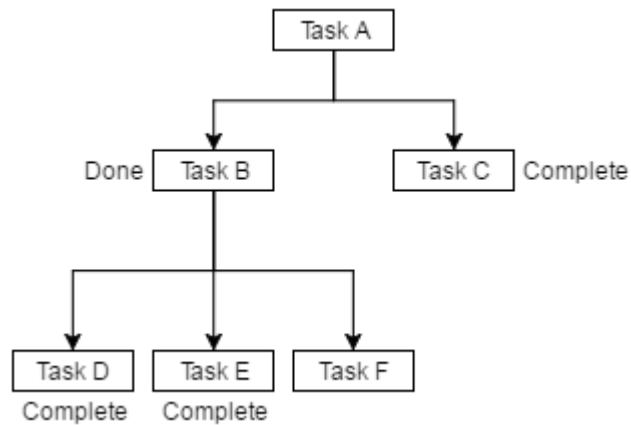 Task A
Done
Task B
Task C
Complete
Task D
Task E
Task F
Complete
Complete